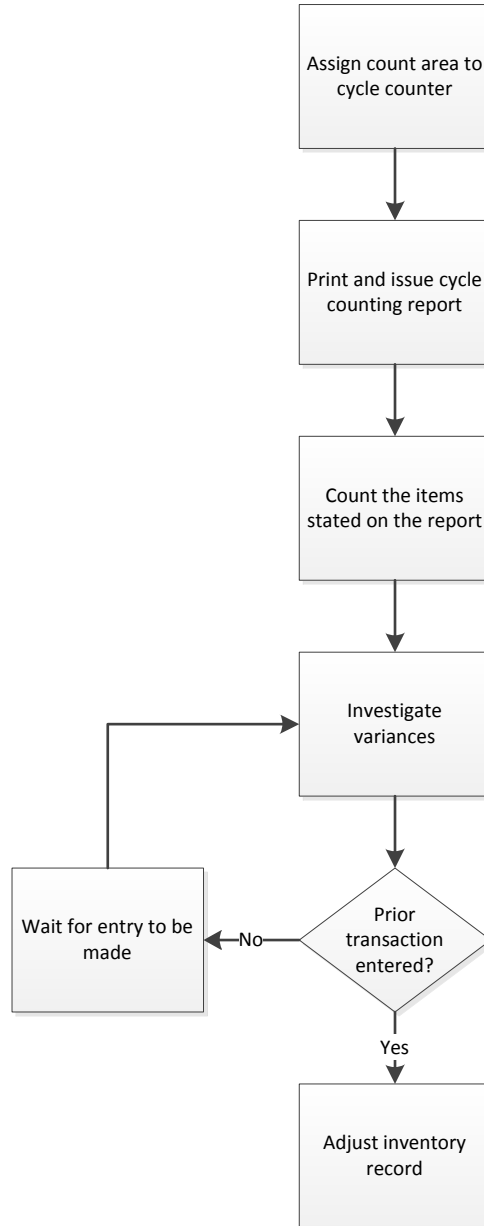 Assign count area to
cycle counter
Print and issue cycle
counting report
Count the items
stated on the report
Investigate
variances
Prior
transaction
entered?
No
Wait for entry to be
made
Yes
Adjust inventory
record